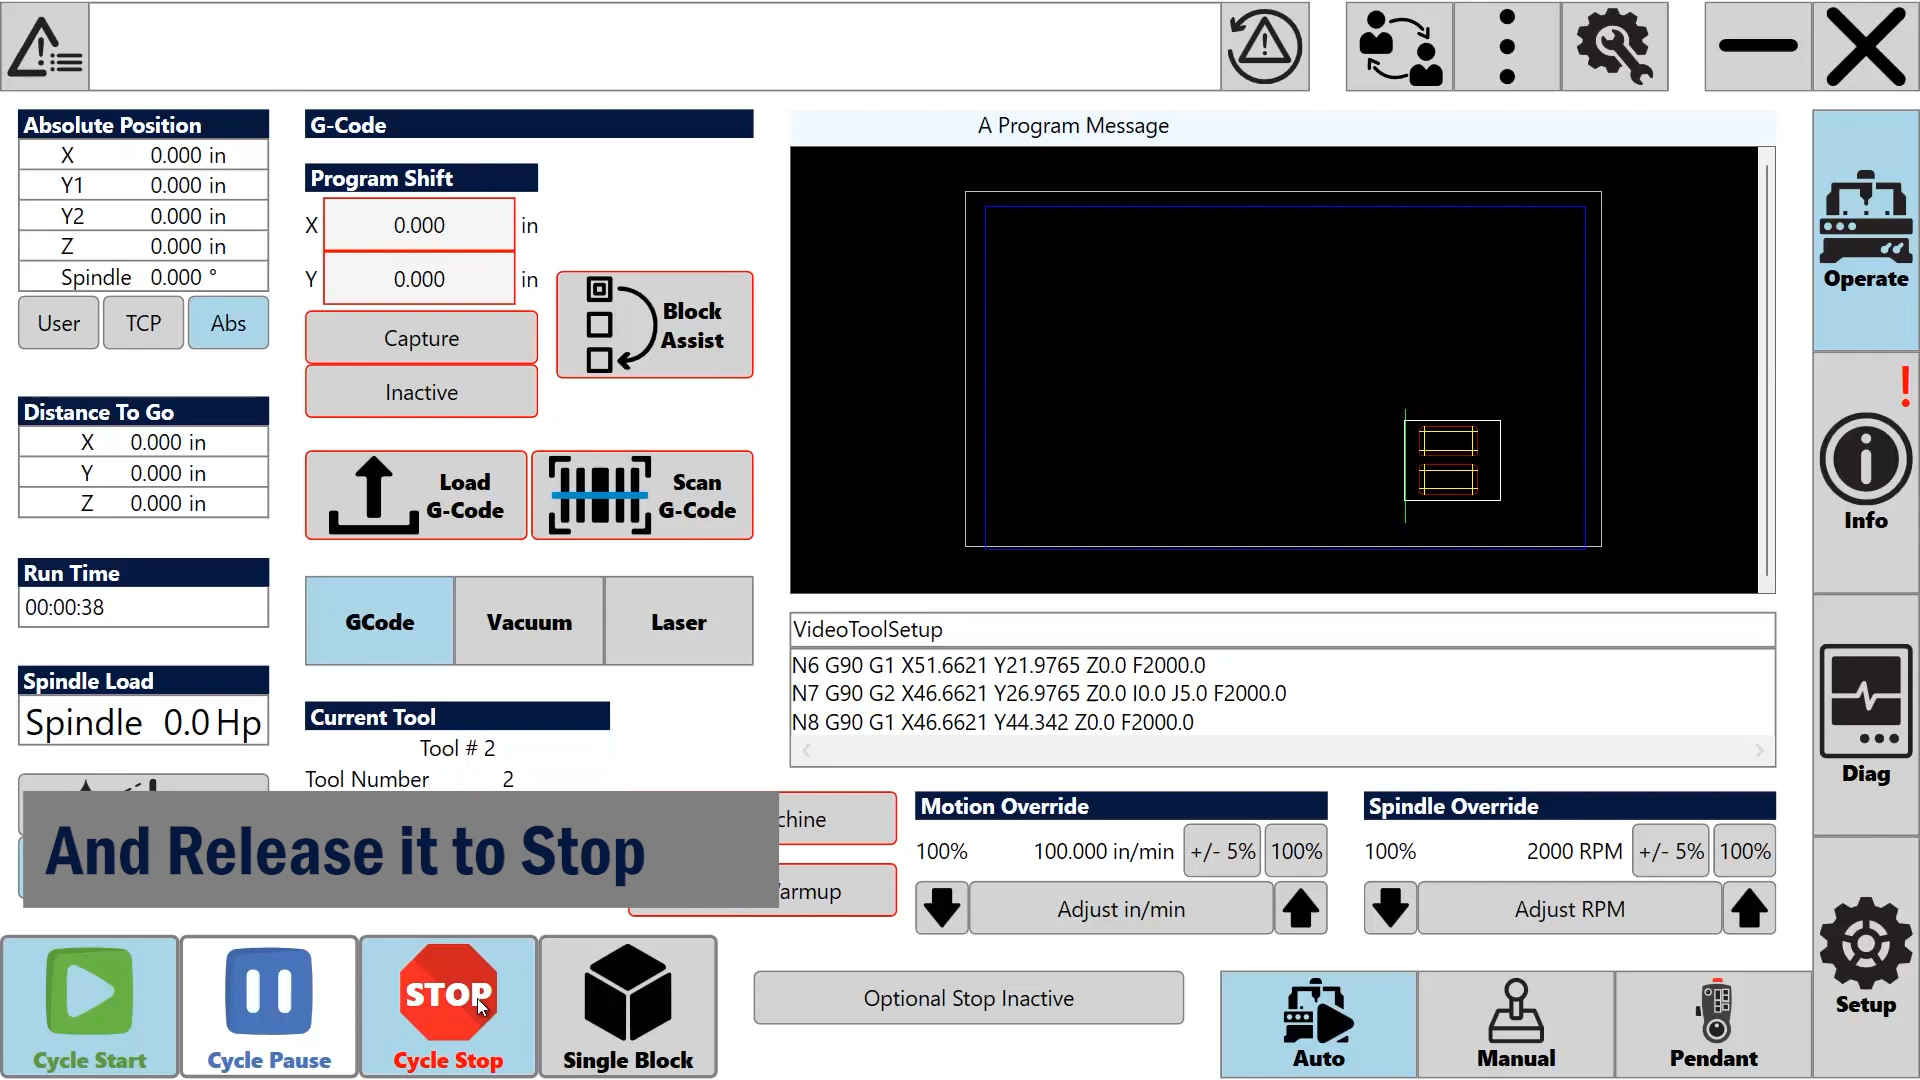 Absolute Position
X 0.000 in
Y1 0.000 in
Y2 0.000 in
Z 0.000 in
Spindle 0.000 °
User TCP Abs
Distance To Go
X 0.000 in
Y 0.000 in
Z 0.000 in
Run Time
00:00:38
Spindle Load
Spindle 0.0 Hp
G-Code
Program Shift
X 0.000 in
Y 0.000 in
Capture
Inactive
Block
Assist
Load
G-Code
Scan
G-Code
GCode Vacuum Laser
Current Tool
Tool # 2
Tool Number 2
And Release it to Stop
A Program Message
VideoToolSetup
N6 G90 G1 X51.6621 Y21.9765 Z0.0 F2000.0
N7 G90 G2 X46.6621 Y26.9765 Z0.0 I0.0 J5.0 F2000.0
N8 G90 G1 X46.6621 Y44.342 Z0.0 F2000.0
Motion Override
100% 100.000 in/min +/- 5% 100%
Adjust in/min
Spindle Override
100% 2000 RPM +/- 5% 100%
Adjust RPM
Cycle Start
Cycle Pause
STOP
Cycle Stop
Single Block
Optional Stop Inactive
Auto
Manual
Pendant
Operate
!
Info
Diag
Setup